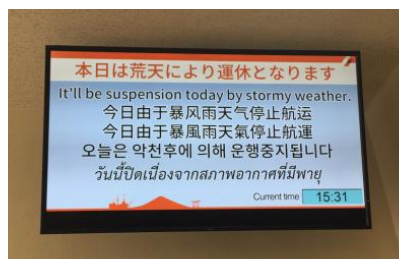 本日は荒天により運休となります
It'll be suspension today by stormy weather.
今日由于暴风雨天气停止航运
今日由于暴風雨天氣停止航運
오늘은 악천후에 의해 운행중지됩니다
วันนี้ปิดเนื่องจากสภาพอากาศที่มีพายุ
Current time 15:31